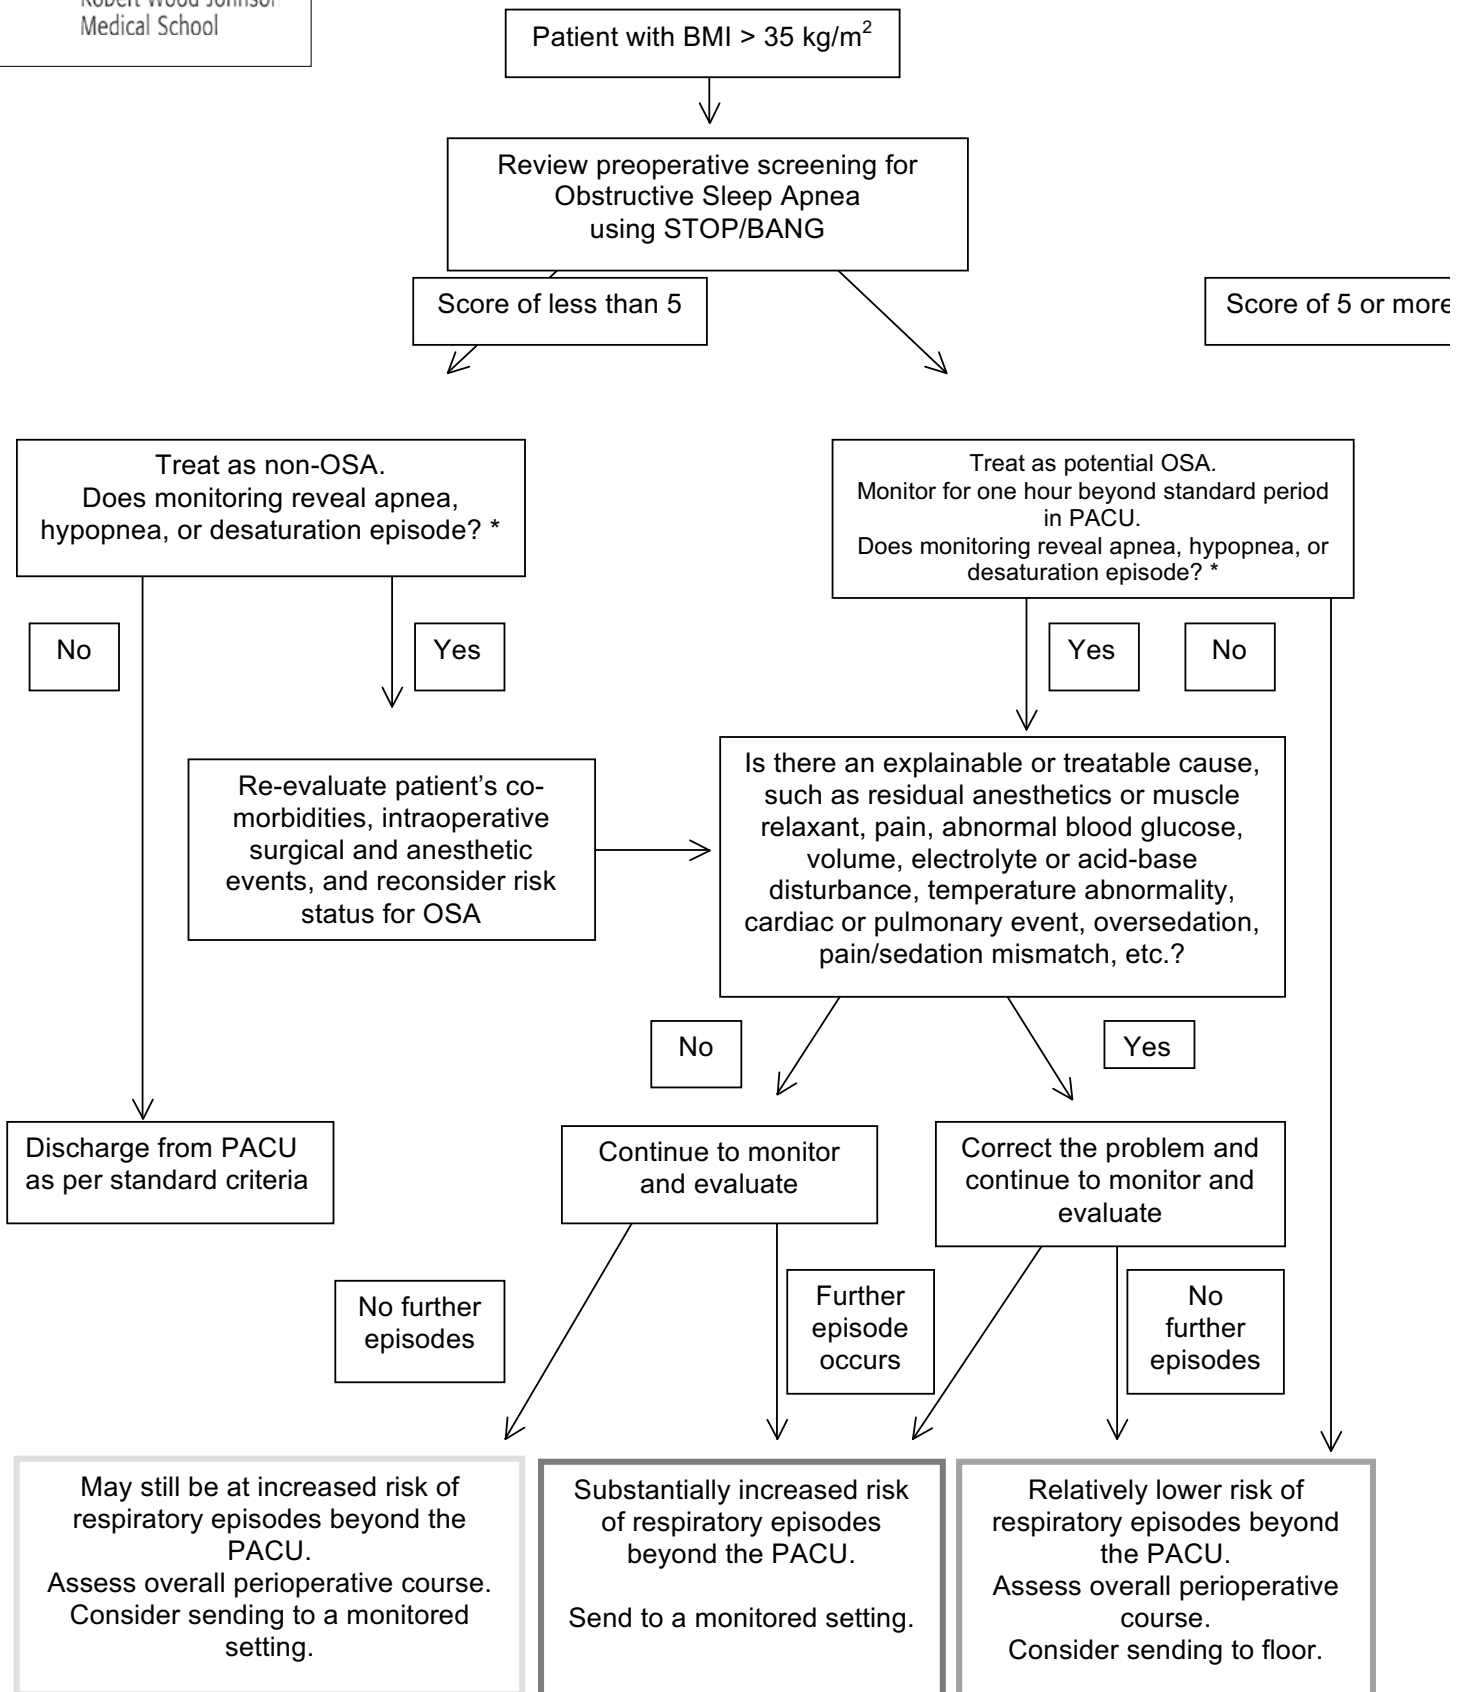 Robert Wood Johnson
Medical School
Patient with BMI > 35 kg/m²
Review preoperative screening for
Obstructive Sleep Apnea
using STOP/BANG
Score of less than 5
Score of 5 or more
Treat as non-OSA.
Does monitoring reveal apnea,
hypopnea, or desaturation episode? *
Treat as potential OSA.
Monitor for one hour beyond standard period
in PACU.
Does monitoring reveal apnea, hypopnea, or
desaturation episode? *
No
Yes
Yes
No
Re-evaluate patient’s co-
morbidities, intraoperative
surgical and anesthetic
events, and reconsider risk
status for OSA
Is there an explainable or treatable cause,
such as residual anesthetics or muscle
relaxant, pain, abnormal blood glucose,
volume, electrolyte or acid-base
disturbance, temperature abnormality,
cardiac or pulmonary event, oversedation,
pain/sedation mismatch, etc.?
No
Yes
Discharge from PACU
as per standard criteria
Continue to monitor
and evaluate
Correct the problem and
continue to monitor and
evaluate
No further
episodes
Further
episode
occurs
No
further
episodes
May still be at increased risk of
respiratory episodes beyond the
PACU.
Assess overall perioperative course.
Consider sending to a monitored
setting.
Substantially increased risk
of respiratory episodes
beyond the PACU.
Send to a monitored setting.
Relatively lower risk of
respiratory episodes beyond
the PACU.
Assess overall perioperative
course.
Consider sending to floor.